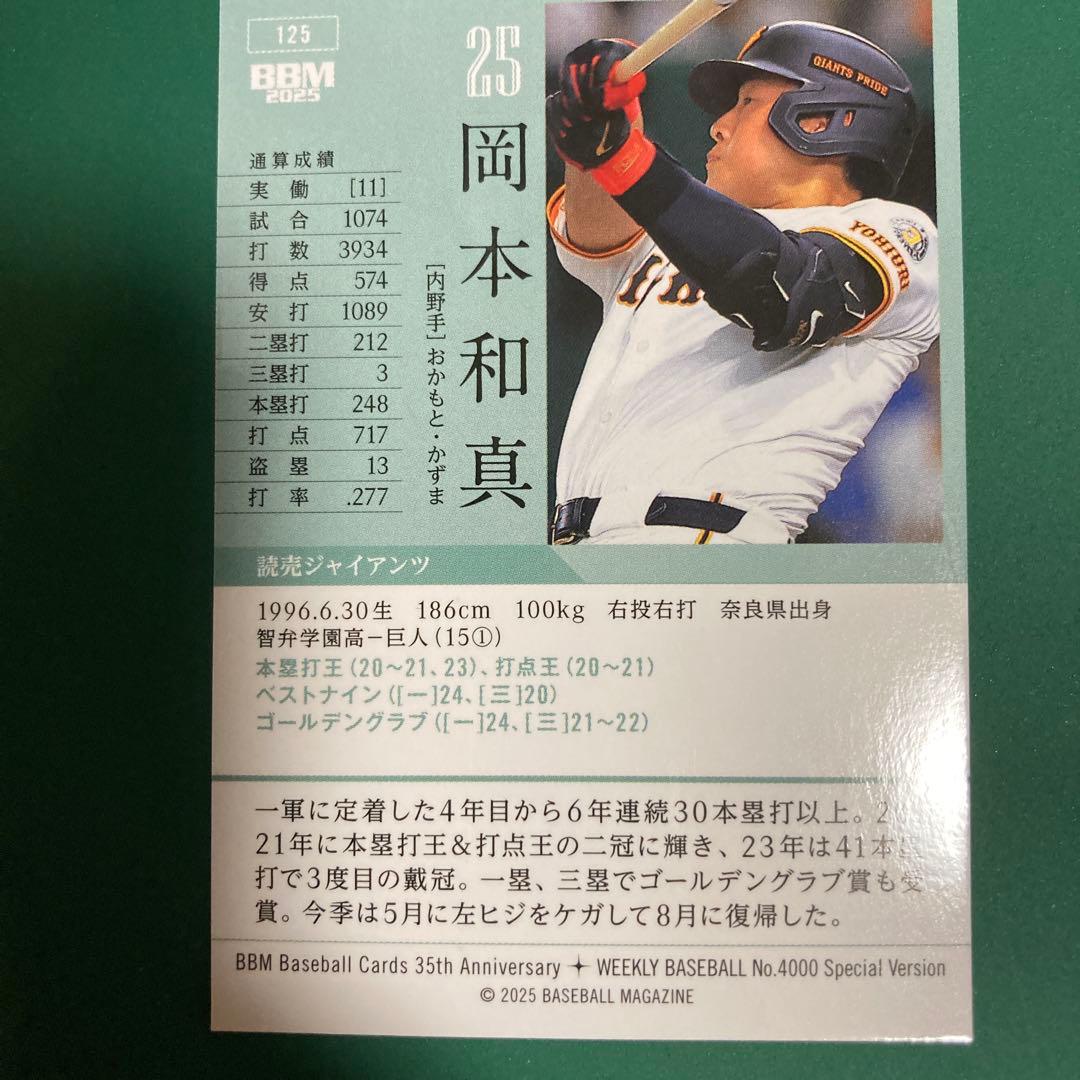 125
BBM
2025
25
岡本和真
[内野手]おかもと・かずま
GIANTS PRIDE
YOMIURI
通算成績
実働 [11]
試合 1074
打数 3934
得点 574
安打 1089
二塁打 212
三塁打 3
本塁打 248
打点 717
盗塁 13
打率 .277
読売ジャイアンツ
1996.6.30生 186cm 100kg 右投右打 奈良県出身
智弁学園高−巨人(15①)
本塁打王(20〜21、23)、打点王(20〜21)
ベストナイン([一]24、[三]20)
ゴールデングラブ([一]24、[三]21〜22)
一軍に定着した4年目から6年連続30本塁打以上。2
21年に本塁打王&打点王の二冠に輝き、23年は41本塁
打で3度目の戴冠。一塁、三塁でゴールデングラブ賞も受
賞。今季は5月に左ヒジをケガして8月に復帰した。
BBM Baseball Cards 35th Anniversary ✦ WEEKLY BASEBALL No.4000 Special Version
© 2025 BASEBALL MAGAZINE